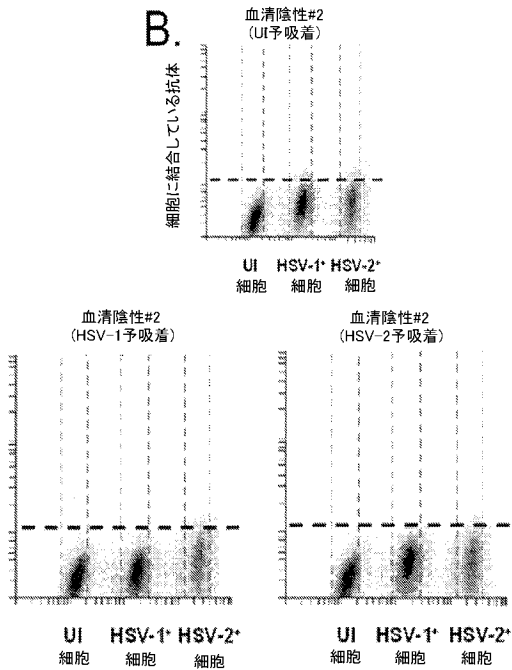 B.
血清陰性#2
(UI予吸着)
細胞に結合している抗体
UI HSV-1⁺ HSV-2⁺
細胞 細胞 細胞
血清陰性#2
(HSV-1予吸着)
UI HSV-1⁺ HSV-2⁺
細胞 細胞 細胞
血清陰性#2
(HSV-2予吸着)
UI HSV-1⁺ HSV-2⁺
細胞 細胞 細胞